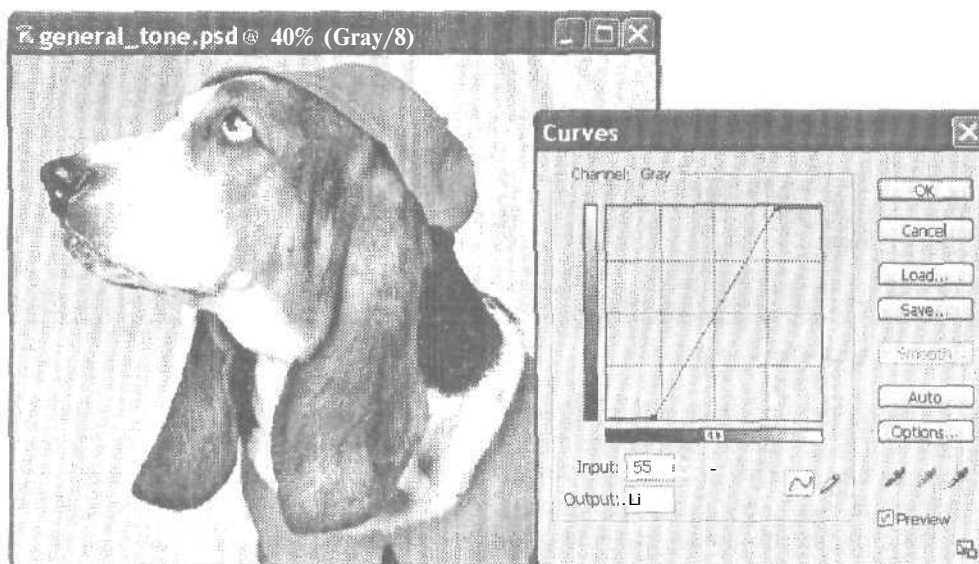 general_tone.psd @ 40% (Gray/8)
Curves
Channel: Gray
OK
Cancel
Load...
Save...
Smooth
Auto
Options...
Input: 55
Output:
Preview